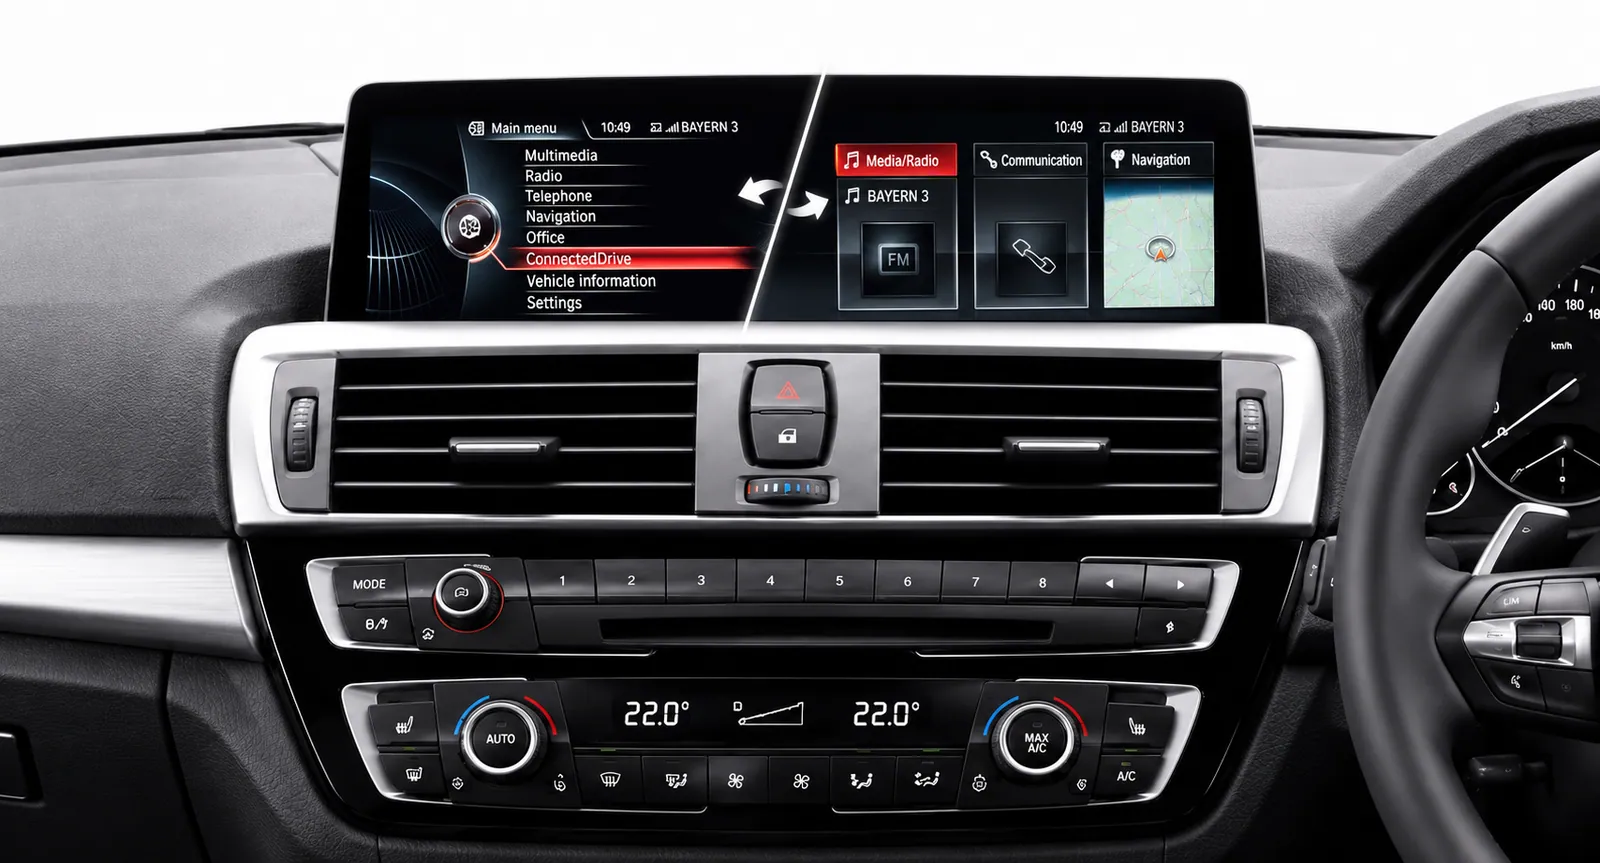 Main menu
10:49
BAYERN 3
Multimedia
Radio
Telephone
Navigation
Office
ConnectedDrive
Vehicle information
Settings
10:49
BAYERN 3
Media/Radio
Communication
Navigation
BAYERN 3
FM
180
km/h
MODE
1 2 3 4 5 6 7 8
LIM
22.0°
22.0°
AUTO
MAX
A/C
A/C